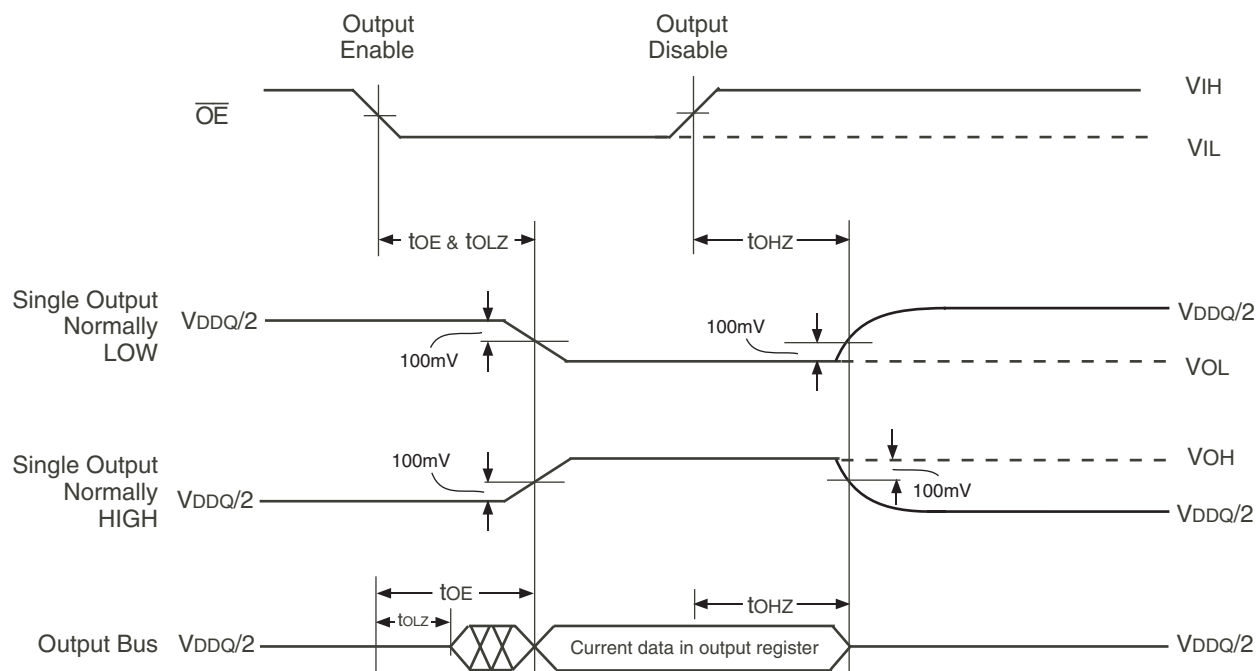 Output
Enable
Output
Disable
OE
VIH
VIL
tOE & tOLZ
tOHZ
Single Output
Normally
LOW
VDDQ/2
100mV
100mV
VDDQ/2
VOL
Single Output
Normally
HIGH
VDDQ/2
100mV
VOH
100mV
VDDQ/2
tOE
tOLZ
tOHZ
Output Bus
VDDQ/2
Current data in output register
VDDQ/2